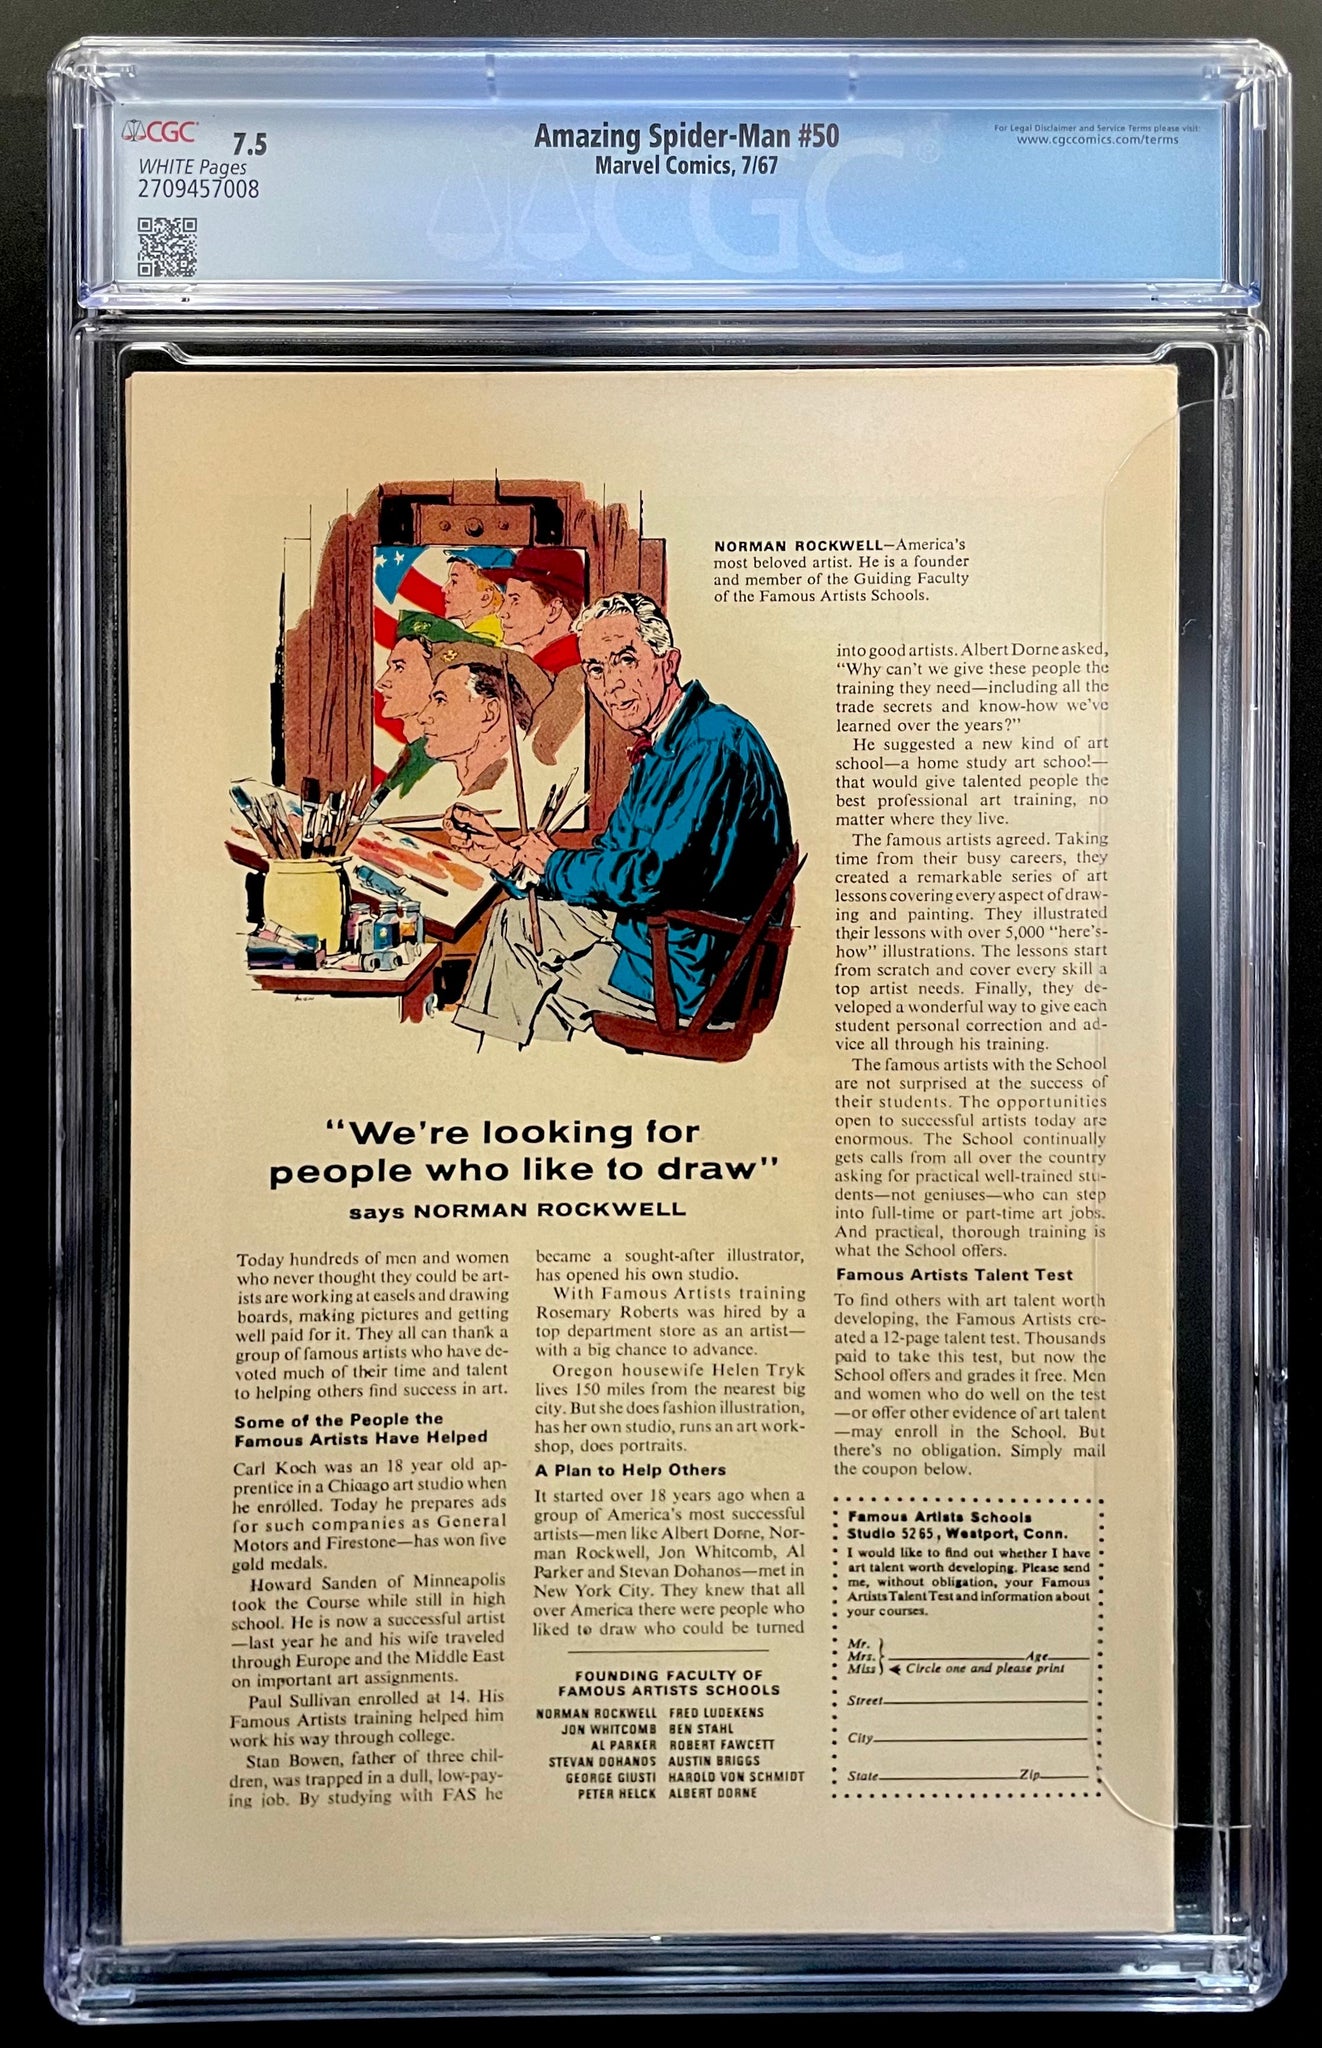 CGC
7.5
WHITE Pages
2709457008
Amazing Spider-Man #50
Marvel Comics, 7/67
For Legal Disclaimer and Service Terms please visit:
www.cgccomics.com/terms
CGC
NORMAN ROCKWELL—America's
most beloved artist. He is a founder
and member of the Guiding Faculty
of the Famous Artists Schools.
"We're looking for
people who like to draw"
says NORMAN ROCKWELL
Today hundreds of men and women
who never thought they could be art-
ists are working at easels and drawing
boards, making pictures and getting
well paid for it. They all can thank a
group of famous artists who have de-
voted much of their time and talent
to helping others find success in art.
Some of the People the
Famous Artists Have Helped
Carl Koch was an 18 year old ap-
prentice in a Chicago art studio when
he enrolled. Today he prepares ads
for such companies as General
Motors and Firestone—has won five
gold medals.
Howard Sanden of Minneapolis
took the Course while still in high
school. He is now a successful artist
—last year he and his wife traveled
through Europe and the Middle East
on important art assignments.
Paul Sullivan enrolled at 14. His
Famous Artists training helped him
work his way through college.
Stan Bowen, father of three chil-
dren, was trapped in a dull, low-pay-
ing job. By studying with FAS he
became a sought-after illustrator,
has opened his own studio.
With Famous Artists training
Rosemary Roberts was hired by a
top department store as an artist—
with a big chance to advance.
Oregon housewife Helen Tryk
lives 150 miles from the nearest big
city. But she does fashion illustration,
has her own studio, runs an art work-
shop, does portraits.
A Plan to Help Others
It started over 18 years ago when a
group of America's most successful
artists—men like Albert Dorne, Nor-
man Rockwell, Jon Whitcomb, Al
Parker and Stevan Dohanos—met in
New York City. They knew that all
over America there were people who
liked to draw who could be turned
FOUNDING FACULTY OF
FAMOUS ARTISTS SCHOOLS
NORMAN ROCKWELL FRED LUDEKENS
JON WHITCOMB BEN STAHL
AL PARKER ROBERT FAWCETT
STEVAN DOHANOS AUSTIN BRIGGS
GEORGE GIUSTI HAROLD VON SCHMIDT
PETER HELCK ALBERT DORNE
into good artists. Albert Dorne asked,
"Why can't we give these people the
training they need—including all the
trade secrets and know-how we've
learned over the years?"
He suggested a new kind of art
school—a home study art school—
that would give talented people the
best professional art training, no
matter where they live.
The famous artists agreed. Taking
time from their busy careers, they
created a remarkable series of art
lessons covering every aspect of draw-
ing and painting. They illustrated
their lessons with over 5,000 "here's-
how" illustrations. The lessons start
from scratch and cover every skill a
top artist needs. Finally, they de-
veloped a wonderful way to give each
student personal correction and ad-
vice all through his training.
The famous artists with the School
are not surprised at the success of
their students. The opportunities
open to successful artists today are
enormous. The School continually
gets calls from all over the country
asking for practical well-trained stu-
dents—not geniuses—who can step
into full-time or part-time art jobs.
And practical, thorough training is
what the School offers.
Famous Artists Talent Test
To find others with art talent worth
developing, the Famous Artists cre-
ated a 12-page talent test. Thousands
paid to take this test, but now the
School offers and grades it free. Men
and women who do well on the test
—or offer other evidence of art talent
—may enroll in the School. But
there's no obligation. Simply mail
the coupon below.
Famous Artists Schools
Studio 5265, Westport, Conn.
I would like to find out whether I have
art talent worth developing. Please send
me, without obligation, your Famous
Artists Talent Test and information about
your courses.
Mr.
Mrs. Age
Miss Circle one and please print
Street
City
State Zip